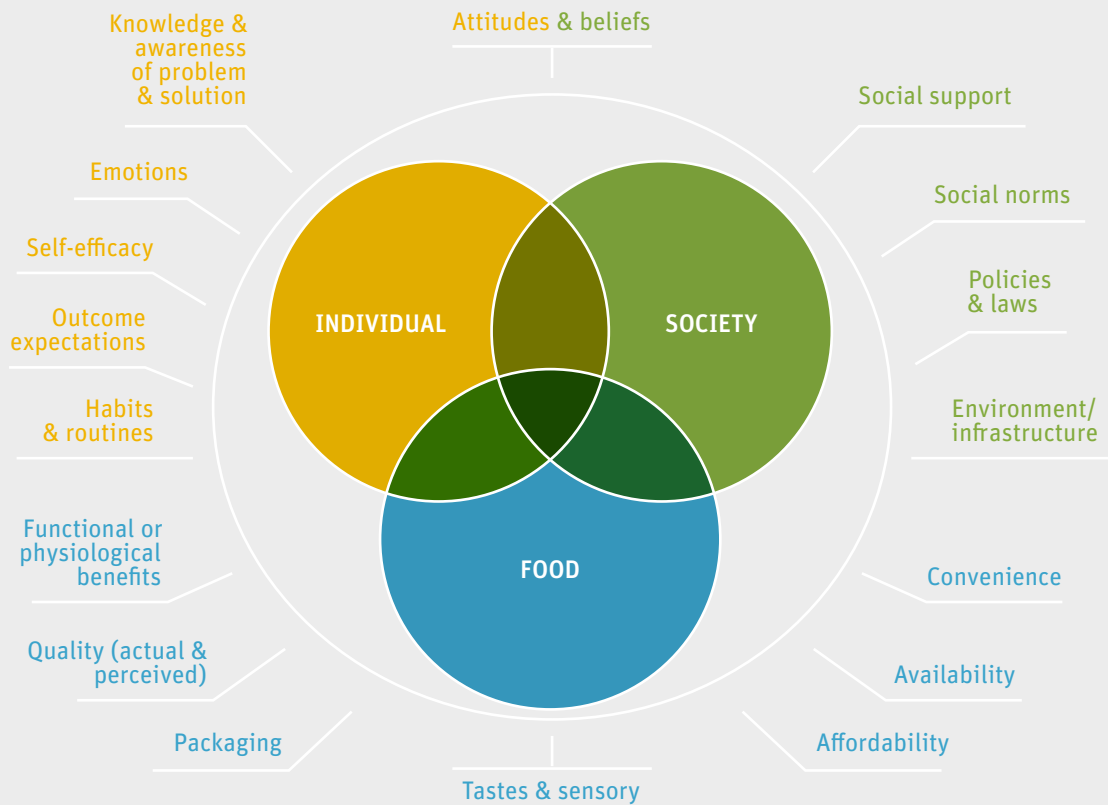 Knowledge &
awareness
of problem
& solution
Attitudes & beliefs
Social support
Emotions
Social norms
Self-efficacy
Policies
& laws
Outcome
expectations
INDIVIDUAL
SOCIETY
Habits
& routines
Environment/
infrastructure
Functional or
physiological
benefits
FOOD
Convenience
Quality (actual &
perceived)
Availability
Packaging
Affordability
Tastes & sensory